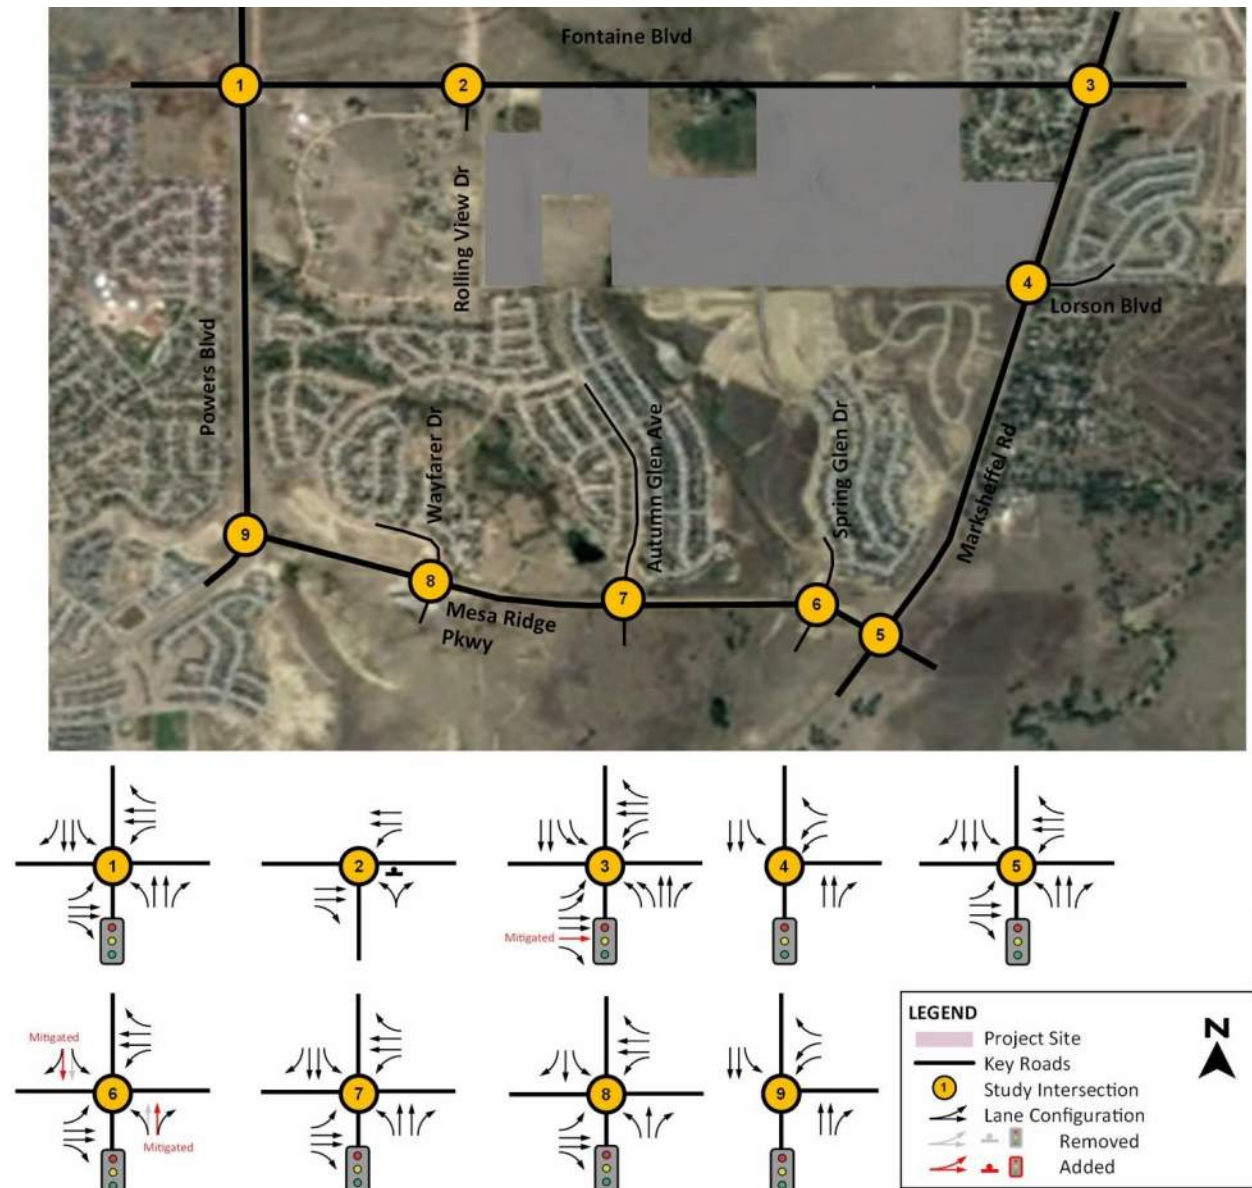 Fontaine Blvd
1
2
3
Rolling View Dr
4
Lorson Blvd
Powers Blvd
Wayfarer Dr
Autumn Glen Ave
Spring Glen Dr
Marksheffel Rd
9
8
7
6
5
Mesa Ridge
Pkwy
1
2
3
4
5
Mitigated
Mitigated
6
7
8
9
Mitigated
LEGEND
N
Project Site
Key Roads
1
Study Intersection
Lane Configuration
Removed
Added